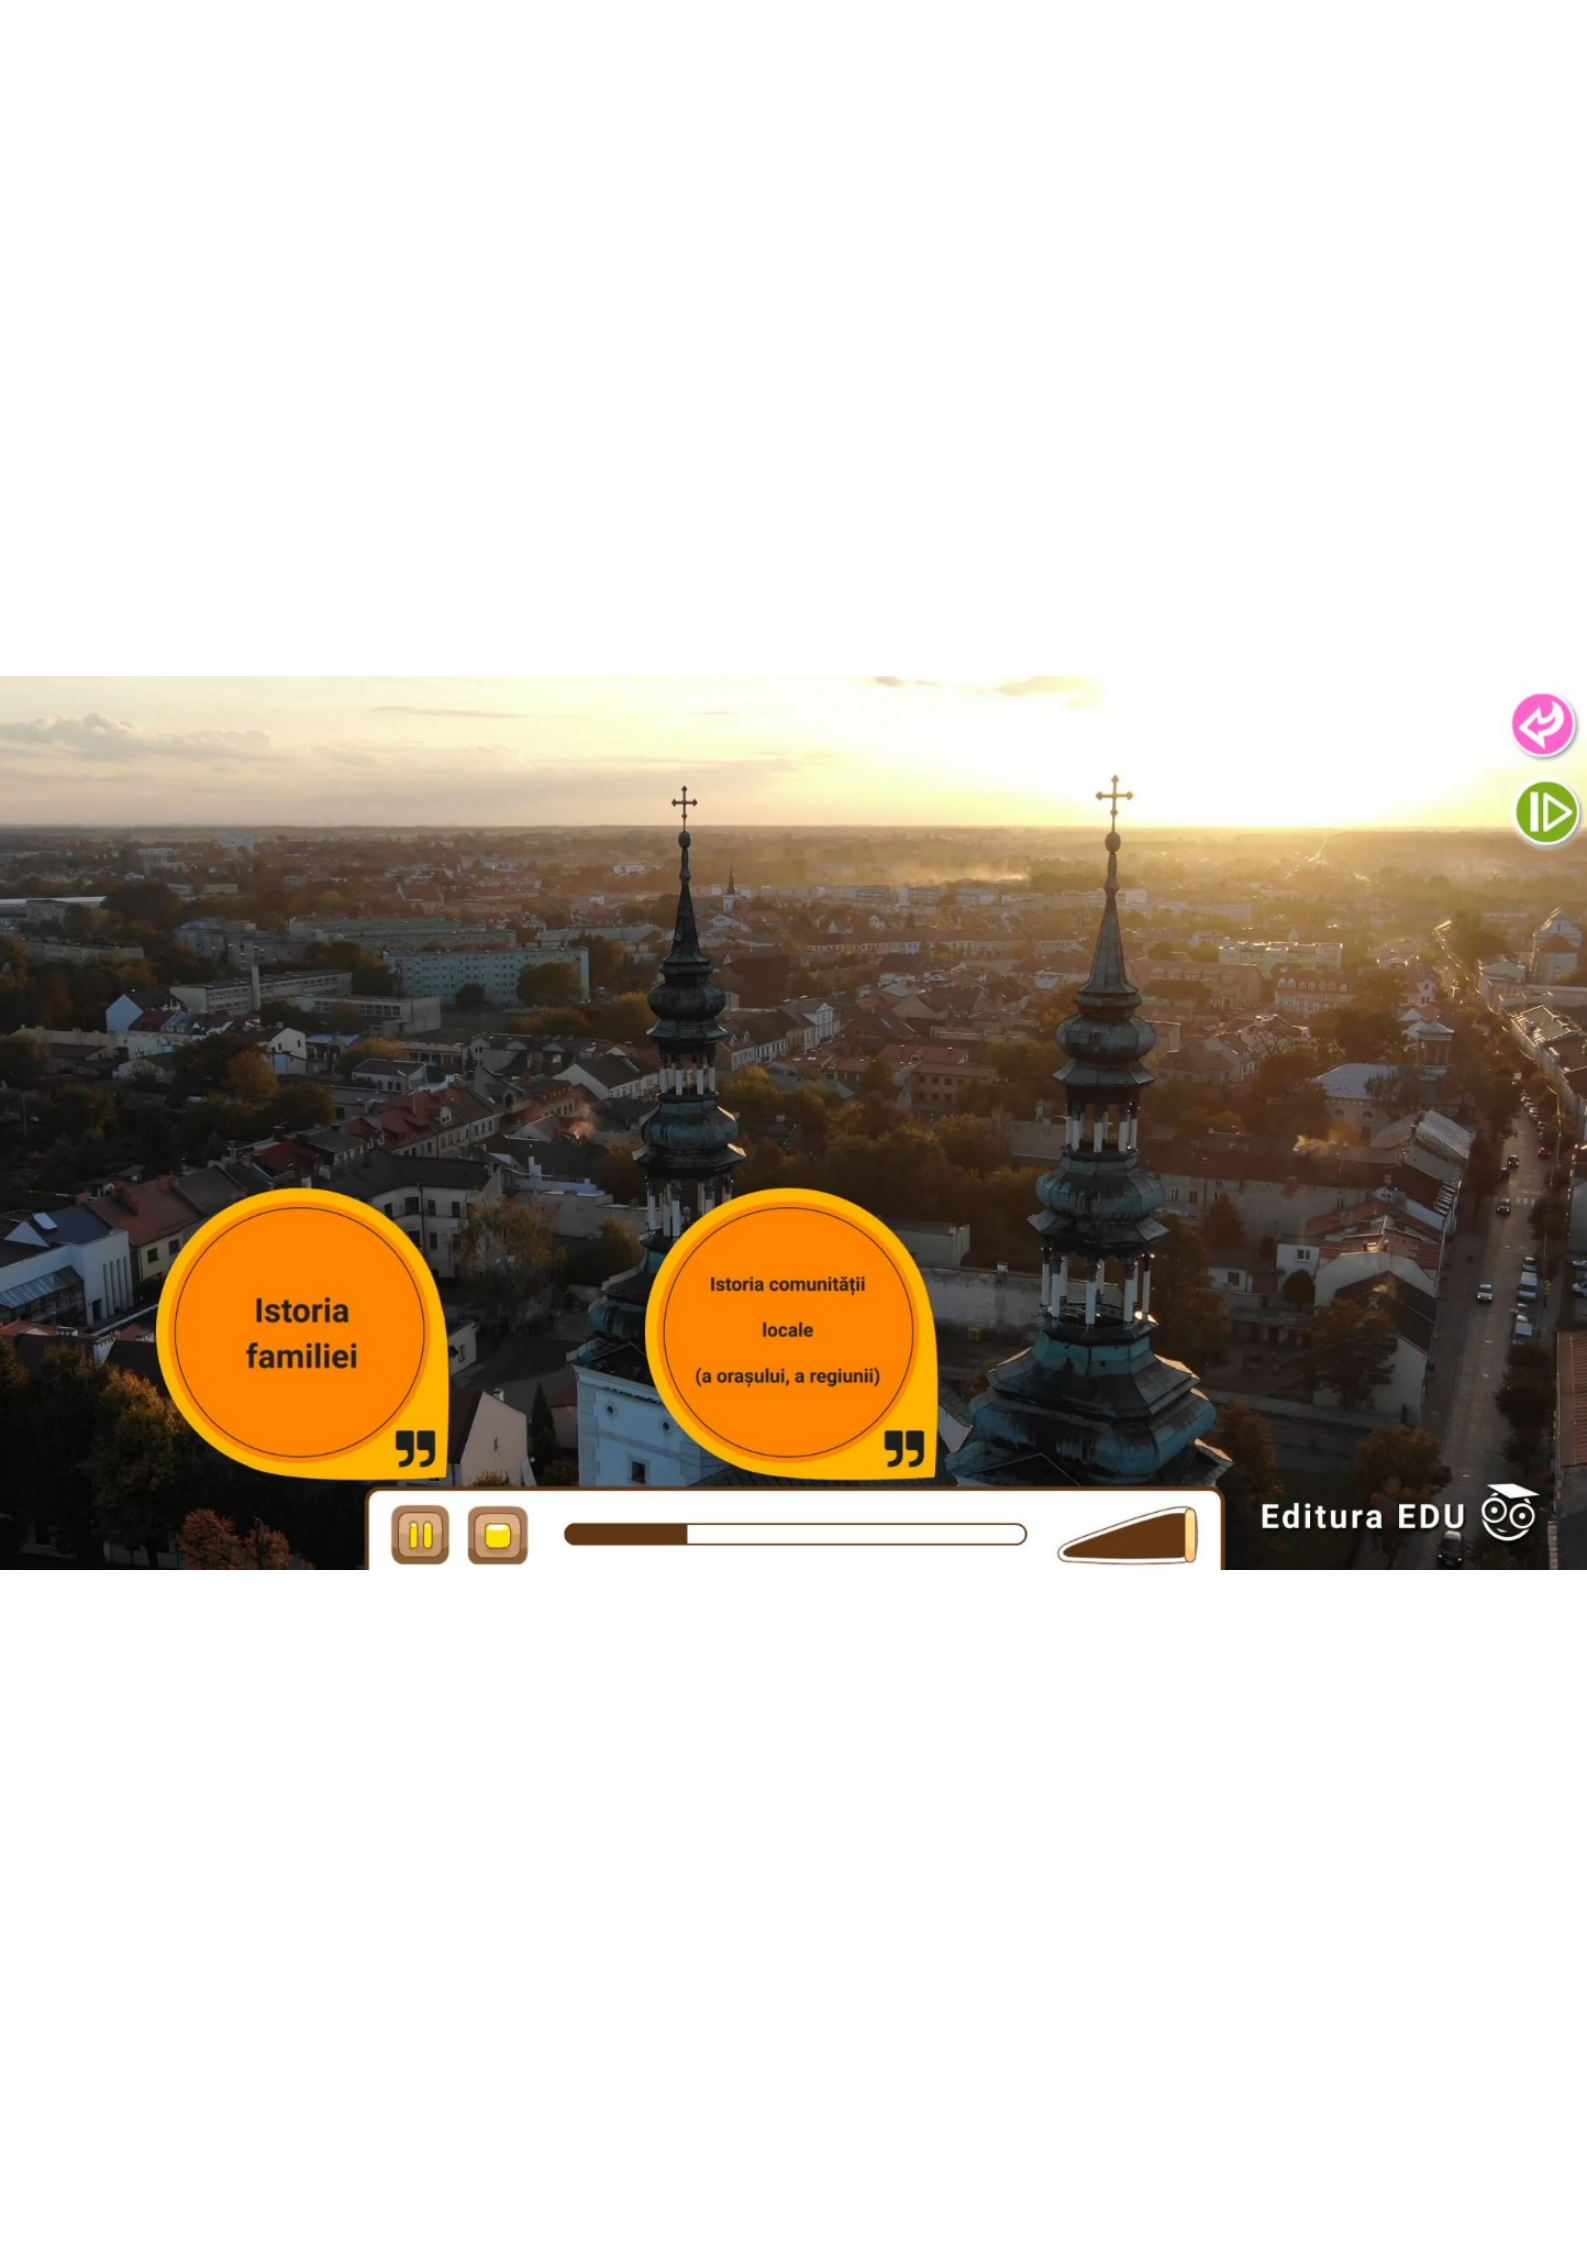 Istoria
familiei
Istoria comunității
locale
(a orașului, a regiunii)
Editura EDU